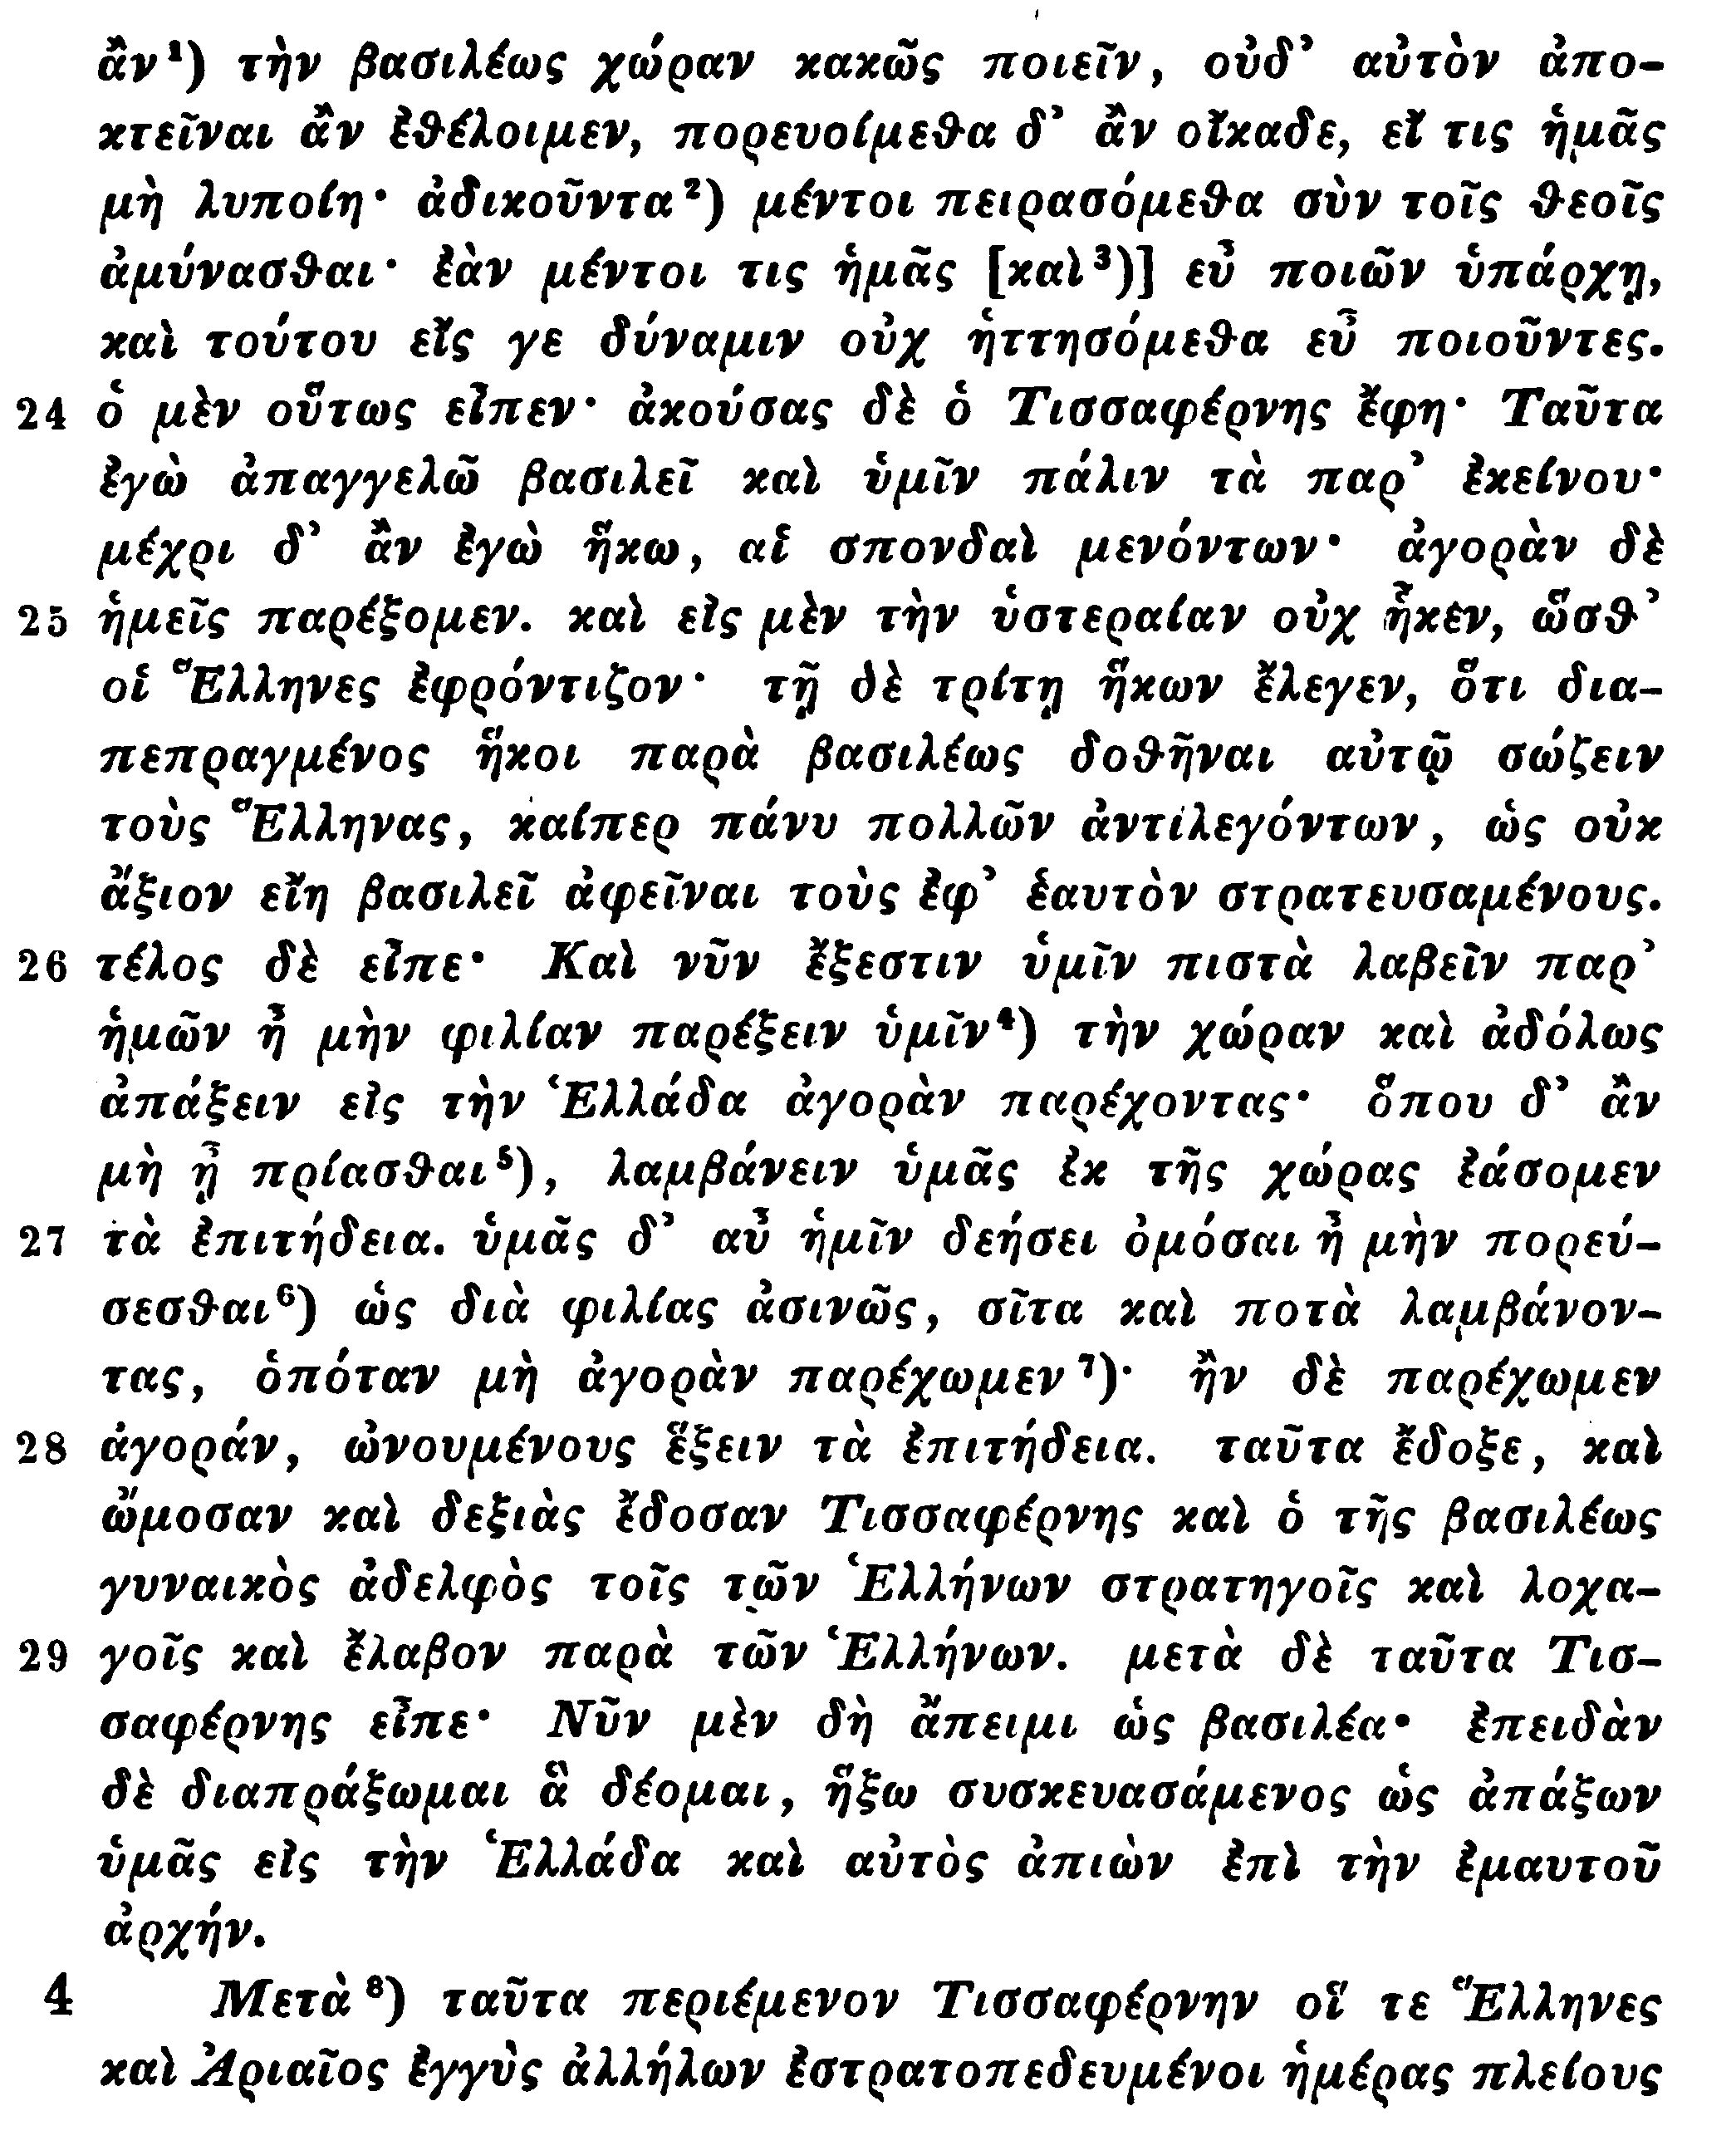 ἂν¹) τὴν βασιλέως χώραν κακῶς ποιεῖν, οὐδ’ αὐτὸν ἀπο-
κτεῖναι ἂν ἐθέλοιμεν, πορευοίμεθα δ’ ἂν οἴκαδε, εἴ τις ἡμᾶς
μὴ λυποίη· ἀδικοῦντα²) μέντοι πειρασόμεθα σὺν τοῖς θεοῖς
ἀμύνασθαι· ἐὰν μέντοι τις ἡμᾶς [καὶ³)] εὖ ποιῶν ὑπάρχῃ,
καὶ τούτου εἴς γε δύναμιν οὐχ ἡττησόμεθα εὖ ποιοῦντες.
24 ὁ μὲν οὕτως εἶπεν· ἀκούσας δὲ ὁ Τισσαφέρνης ἔφη· Ταῦτα
ἐγὼ ἀπαγγελῶ βασιλεῖ καὶ ὑμῖν πάλιν τὰ παρ’ ἐκείνου·
μέχρι δ’ ἂν ἐγὼ ἥκω, αἱ σπονδαὶ μενόντων· ἀγορὰν δὲ
25 ἡμεῖς παρέξομεν. καὶ εἰς μὲν τὴν ὑστεραίαν οὐχ ἧκεν, ὥσθ’
οἱ Ἕλληνες ἐφρόντιζον· τῇ δὲ τρίτῃ ἥκων ἔλεγεν, ὅτι δια-
πεπραγμένος ἥκοι παρὰ βασιλέως δοθῆναι αὐτῷ σώζειν
τοὺς Ἕλληνας, καίπερ πάνυ πολλῶν ἀντιλεγόντων, ὡς οὐκ
ἄξιον εἴη βασιλεῖ ἀφεῖναι τοὺς ἐφ’ ἑαυτὸν στρατευσαμένους.
26 τέλος δὲ εἶπε· Καὶ νῦν ἔξεστιν ὑμῖν πιστὰ λαβεῖν παρ’
ἡμῶν ἦ μὴν φιλίαν παρέξειν ὑμῖν⁴) τὴν χώραν καὶ ἀδόλως
ἀπάξειν εἰς τὴν Ἑλλάδα ἀγορὰν παρέχοντας· ὅπου δ’ ἂν
μὴ ᾖ πρίασθαι⁵), λαμβάνειν ὑμᾶς ἐκ τῆς χώρας ἐάσομεν
27 τὰ ἐπιτήδεια. ὑμᾶς δ’ αὖ ἡμῖν δεήσει ὀμόσαι ἦ μὴν πορεύ-
σεσθαι⁶) ὡς διὰ φιλίας ἀσινῶς, σῖτα καὶ ποτὰ λαμβάνον-
τας, ὁπόταν μὴ ἀγορὰν παρέχωμεν⁷)· ἢν δὲ παρέχωμεν
28 ἀγοράν, ὠνουμένους ἕξειν τὰ ἐπιτήδεια. ταῦτα ἔδοξε, καὶ
ὤμοσαν καὶ δεξιὰς ἔδοσαν Τισσαφέρνης καὶ ὁ τῆς βασιλέως
γυναικὸς ἀδελφὸς τοῖς τῶν Ἑλλήνων στρατηγοῖς καὶ λοχα-
29 γοῖς καὶ ἔλαβον παρὰ τῶν Ἑλλήνων. μετὰ δὲ ταῦτα Τισ-
σαφέρνης εἶπε· Νῦν μὲν δὴ ἄπειμι ὡς βασιλέα· ἐπειδὰν
δὲ διαπράξωμαι ἃ δέομαι, ἥξω συσκευασάμενος ὡς ἀπάξων
ὑμᾶς εἰς τὴν Ἑλλάδα καὶ αὐτὸς ἀπιὼν ἐπὶ τὴν ἐμαυτοῦ
ἀρχήν.
4 Μετὰ⁸) ταῦτα περιέμενον Τισσαφέρνην οἵ τε Ἕλληνες
καὶ Ἀριαῖος ἐγγὺς ἀλλήλων ἐστρατοπεδευμένοι ἡμέρας πλείους